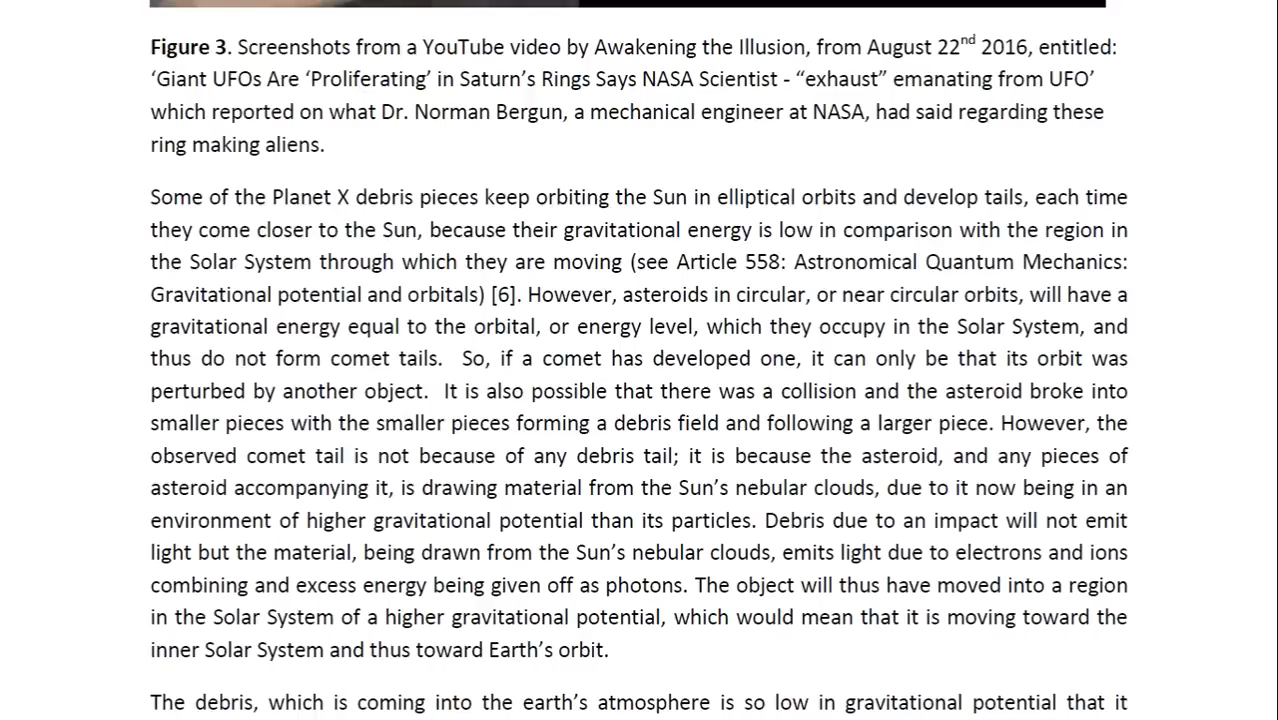 Figure 3. Screenshots from a YouTube video by Awakening the Illusion, from August 22nd 2016, entitled:
‘Giant UFOs Are ‘Proliferating’ in Saturn’s Rings Says NASA Scientist - “exhaust” emanating from UFO’
which reported on what Dr. Norman Bergun, a mechanical engineer at NASA, had said regarding these
ring making aliens.
Some of the Planet X debris pieces keep orbiting the Sun in elliptical orbits and develop tails, each time
they come closer to the Sun, because their gravitational energy is low in comparison with the region in
the Solar System through which they are moving (see Article 558: Astronomical Quantum Mechanics:
Gravitational potential and orbitals) [6]. However, asteroids in circular, or near circular orbits, will have a
gravitational energy equal to the orbital, or energy level, which they occupy in the Solar System, and
thus do not form comet tails. So, if a comet has developed one, it can only be that its orbit was
perturbed by another object. It is also possible that there was a collision and the asteroid broke into
smaller pieces with the smaller pieces forming a debris field and following a larger piece. However, the
observed comet tail is not because of any debris tail; it is because the asteroid, and any pieces of
asteroid accompanying it, is drawing material from the Sun’s nebular clouds, due to it now being in an
environment of higher gravitational potential than its particles. Debris due to an impact will not emit
light but the material, being drawn from the Sun’s nebular clouds, emits light due to electrons and ions
combining and excess energy being given off as photons. The object will thus have moved into a region
in the Solar System of a higher gravitational potential, which would mean that it is moving toward the
inner Solar System and thus toward Earth’s orbit.
The debris, which is coming into the earth’s atmosphere is so low in gravitational potential that it